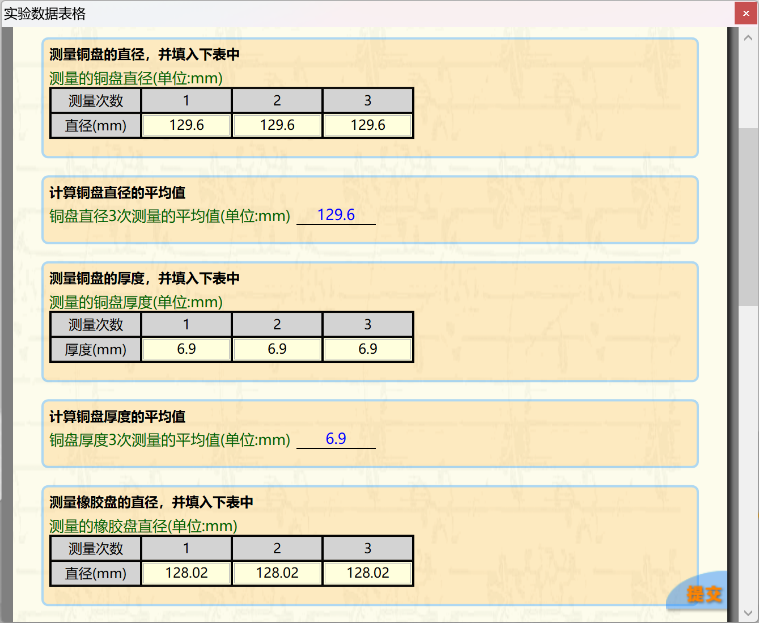 实验数据表格
×
测量铜盘的直径，并填入下表中
测量的铜盘直径(单位:mm)
测量次数 1 2 3
直径(mm) 129.6 129.6 129.6
计算铜盘直径的平均值
铜盘直径3次测量的平均值(单位:mm) 129.6
测量铜盘的厚度，并填入下表中
测量的铜盘厚度(单位:mm)
测量次数 1 2 3
厚度(mm) 6.9 6.9 6.9
计算铜盘厚度的平均值
铜盘厚度3次测量的平均值(单位:mm) 6.9
测量橡胶盘的直径，并填入下表中
测量的橡胶盘直径(单位:mm)
测量次数 1 2 3
直径(mm) 128.02 128.02 128.02
提交